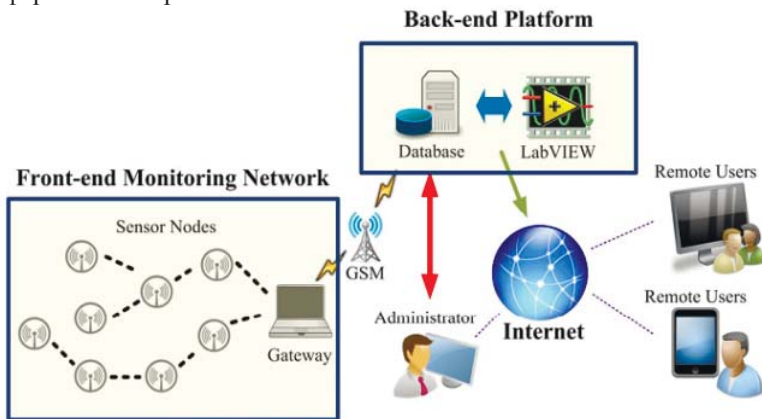 Back-end Platform
Database
LabVIEW
Front-end Monitoring Network
Sensor Nodes
GSM
Gateway
Remote Users
Administrator
Internet
Remote Users